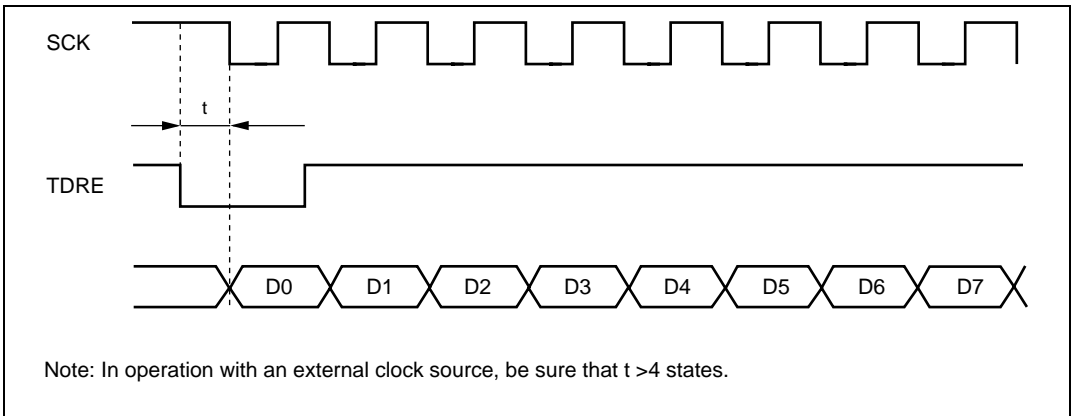 SCK
t
TDRE
D0 D1 D2 D3 D4 D5 D6 D7
Note: In operation with an external clock source, be sure that t >4 states.